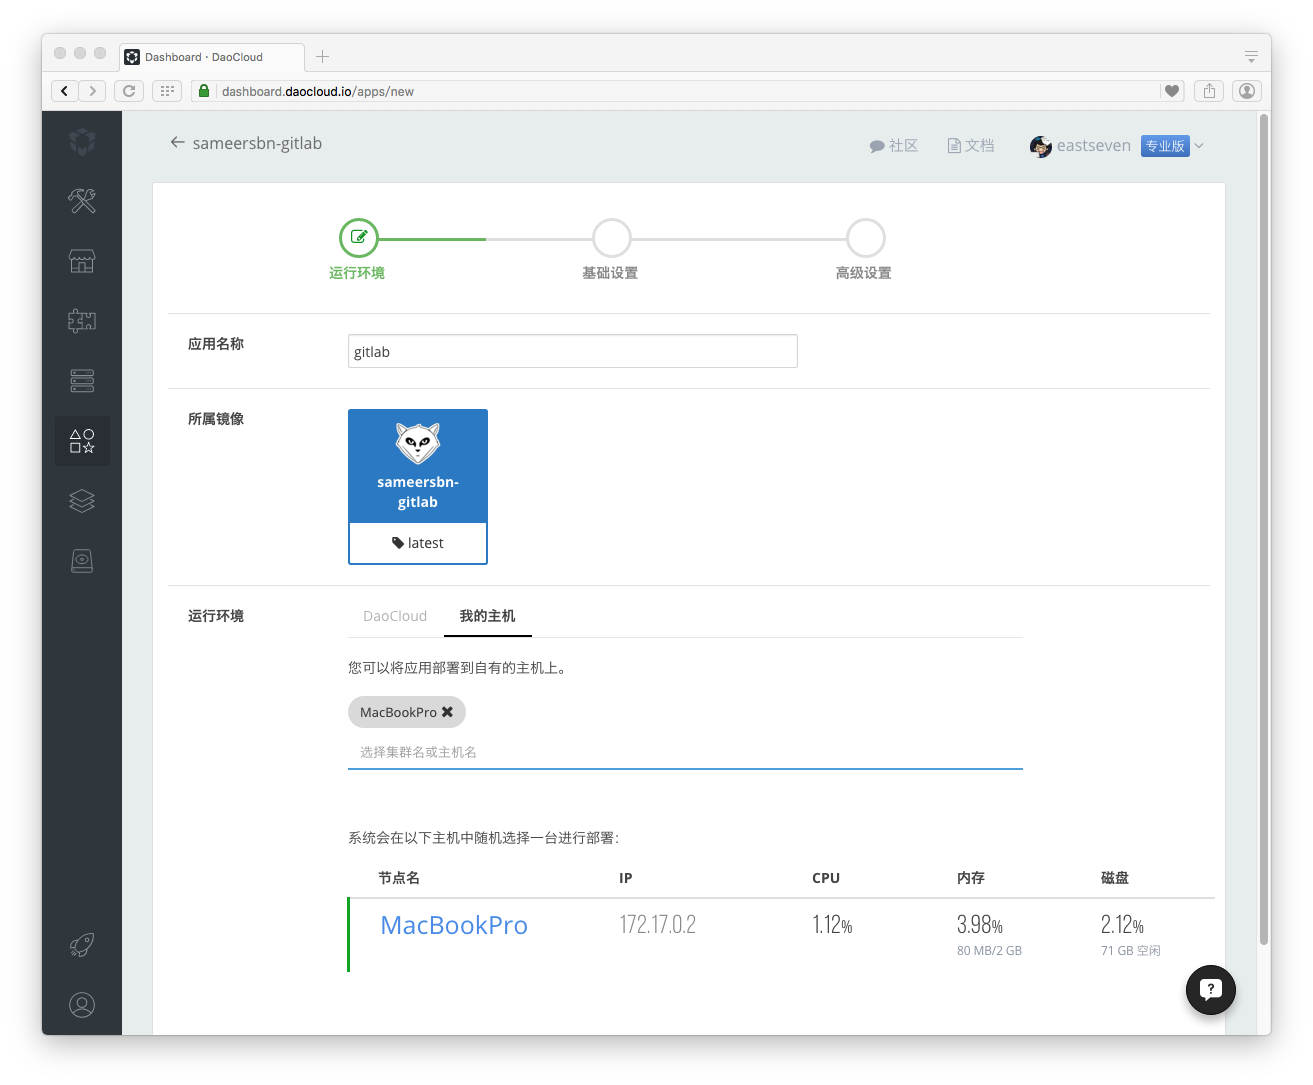 Dashboard · DaoCloud
dashboard.daocloud.io/apps/new
sameersbn-gitlab
社区
文档
eastseven
专业版
运行环境
基础设置
高级设置
应用名称
gitlab
所属镜像
sameersbn-
gitlab
latest
运行环境
DaoCloud
我的主机
您可以将应用部署到自有的主机上。
MacBookPro
选择集群名或主机名
系统会在以下主机中随机选择一台进行部署：
节点名 IP CPU 内存 磁盘
MacBookPro 172.17.0.2 1.12% 3.98% 2.12%
80 MB/2 GB 71 GB 空闲